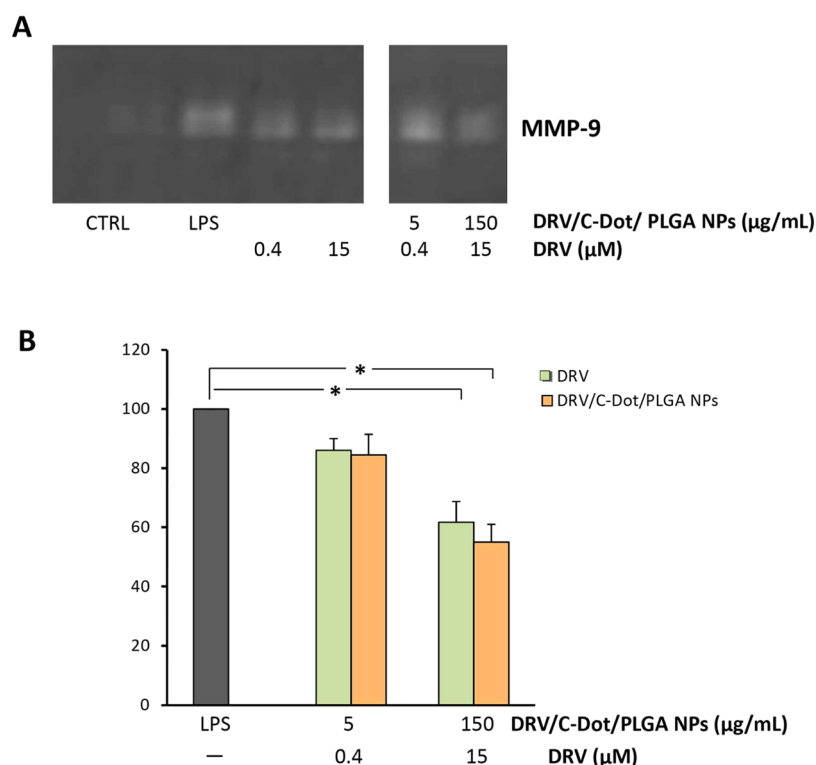 A
MMP-9
CTRL LPS 5 150 DRV/C-Dot/ PLGA NPs (µg/mL)
0.4 15 0.4 15 DRV (µM)
B
120
* DRV
100 * DRV/C-Dot/PLGA NPs
80
60
40
20
0
LPS 5 150 DRV/C-Dot/PLGA NPs (µg/mL)
— 0.4 15 DRV (µM)